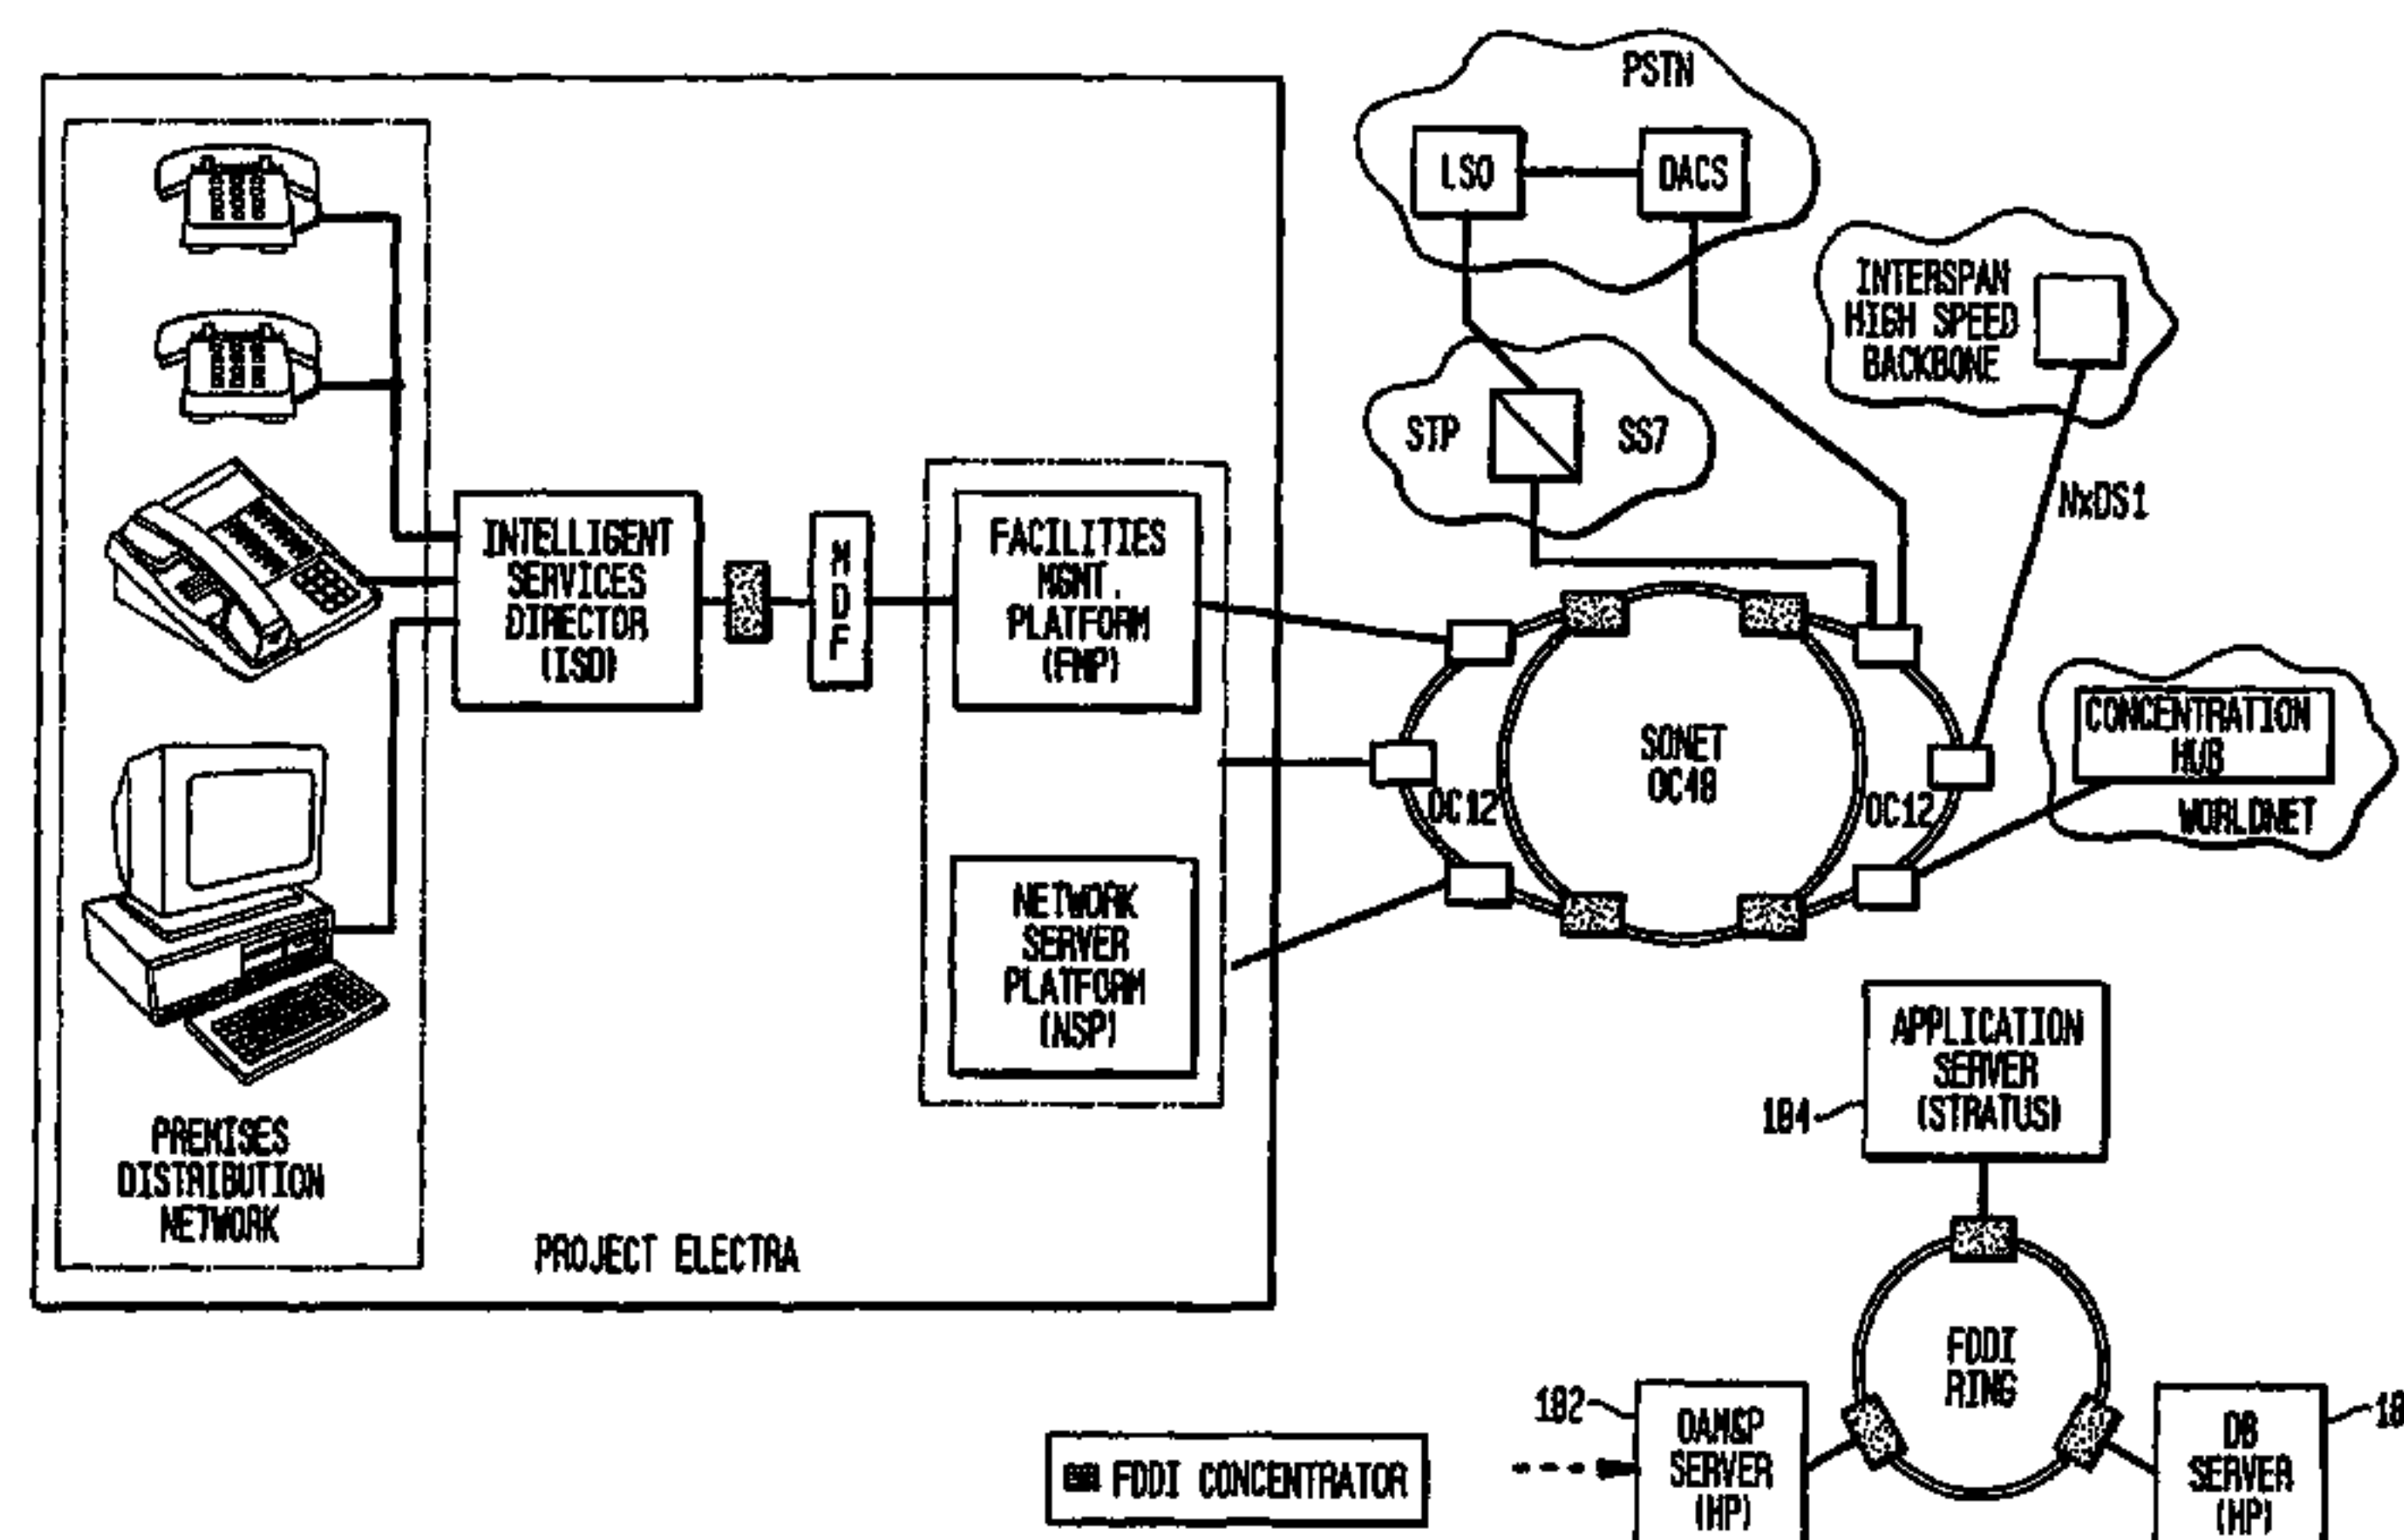 PSTN
LSO
DACS
INTERSPAN
HIGH SPEED
BACKBONE
STP
SS7
NxDS1
INTELLIGENT
SERVICES
DIRECTOR
(ISD)
MDF
FACILITIES
MGMT.
PLATFORM
(FMP)
SONET
OC48
OC12
OC12
CONCENTRATION
HUB
WORLDNET
NETWORK
SERVER
PLATFORM
(NSP)
PREMISES
DISTRIBUTION
NETWORK
PROJECT ELECTRA
APPLICATION
SERVER
(STRATUS)
184
FDDI
RING
182
OAM&P
SERVER
(HP)
DB
SERVER
(HP)
FDDI CONCENTRATOR